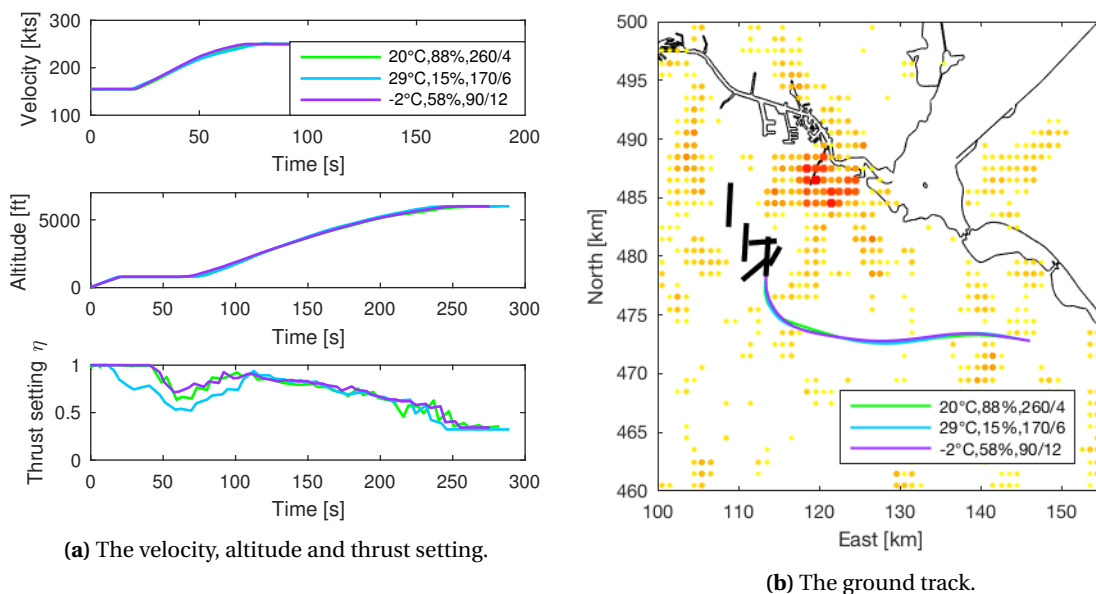 300
200
100
Velocity [kts]
20°C,88%,260/4
29°C,15%,170/6
-2°C,58%,90/12
0 50 100 150 200
Time [s]
5000
0
Altitude [ft]
0 50 100 150 200 250 300
Time [s]
1
0.5
0
Thrust setting η
0 50 100 150 200 250 300
Time [s]
(a) The velocity, altitude and thrust setting.
500
495
490
485
480
475
470
465
460
North [km]
20°C,88%,260/4
29°C,15%,170/6
-2°C,58%,90/12
100 110 120 130 140 150
East [km]
(b) The ground track.